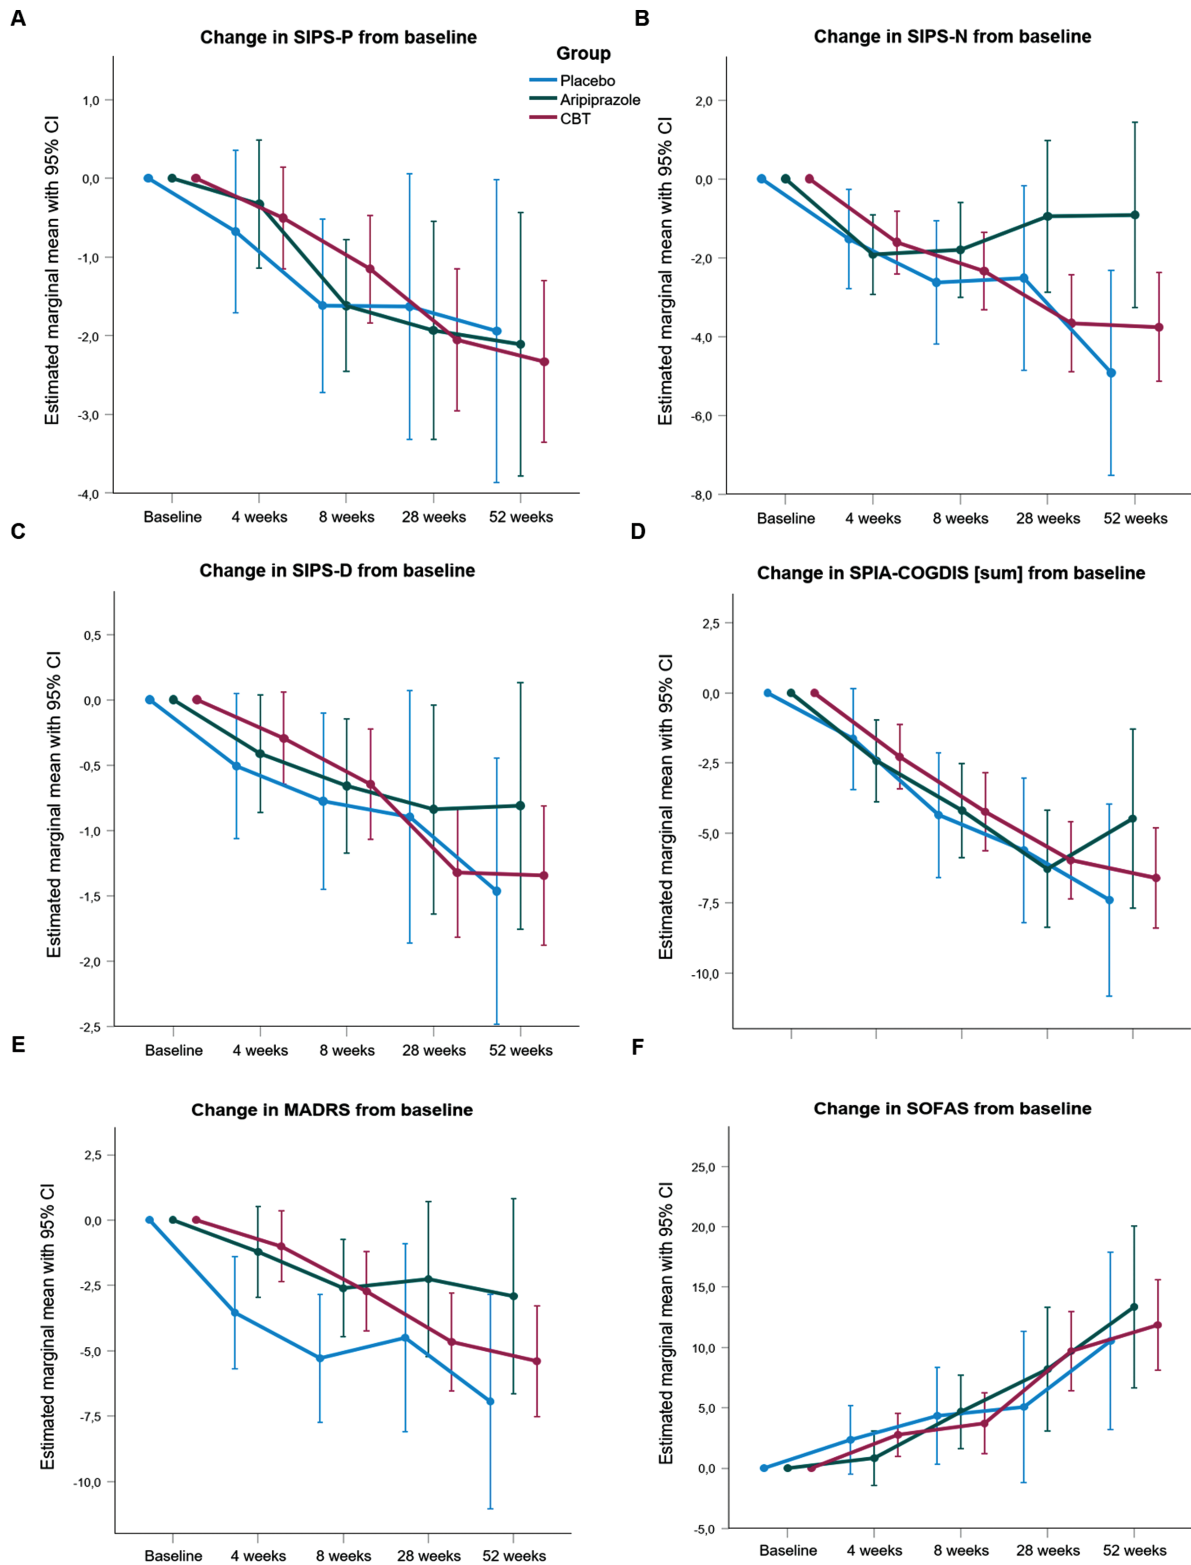 A
Change in SIPS-P from baseline
Group
Placebo
Aripiprazole
CBT
Estimated marginal mean with 95% CI
1,0
0,0
-1,0
-2,0
-3,0
-4,0
Baseline 4 weeks 8 weeks 28 weeks 52 weeks
B
Change in SIPS-N from baseline
Estimated marginal mean with 95% CI
2,0
0,0
-2,0
-4,0
-6,0
-8,0
Baseline 4 weeks 8 weeks 28 weeks 52 weeks
C
Change in SIPS-D from baseline
Estimated marginal mean with 95% CI
0,5
0,0
-0,5
-1,0
-1,5
-2,0
-2,5
Baseline 4 weeks 8 weeks 28 weeks 52 weeks
D
Change in SPIA-COGDIS [sum] from baseline
Estimated marginal mean with 95% CI
2,5
0,0
-2,5
-5,0
-7,5
-10,0
E
Change in MADRS from baseline
Estimated marginal mean with 95% CI
2,5
0,0
-2,5
-5,0
-7,5
-10,0
Baseline 4 weeks 8 weeks 28 weeks 52 weeks
F
Change in SOFAS from baseline
Estimated marginal mean with 95% CI
25,0
20,0
15,0
10,0
5,0
0,0
-5,0
Baseline 4 weeks 8 weeks 28 weeks 52 weeks